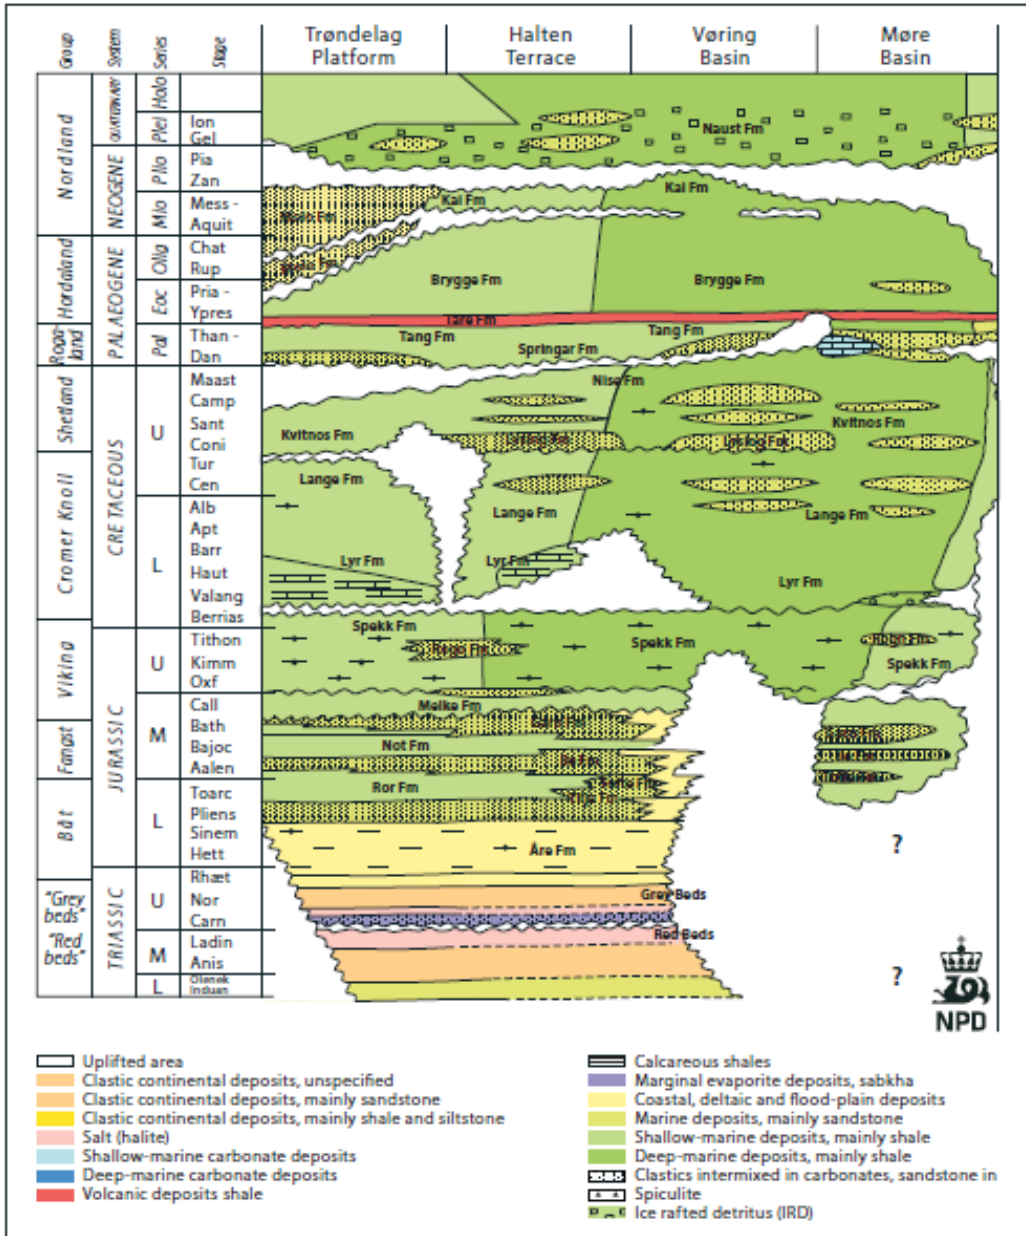 Trøndelag Platform
Halten Terrace
Vøring Basin
Møre Basin
Group
System
Series
Stage
Nordland
Hordaland
Rogaland
Shetland
Cromer Knoll
Viking
Fangst
Båt
"Grey beds"
"Red beds"
QUATERNARY
NEOGENE
PALAEOGENE
CRETACEOUS
JURASSIC
TRIASSIC
Holo
Plei
Plio
Mio
Olig
Eoc
Pal
U
L
U
M
L
U
M
L
Ion
Gel
Pia
Zan
Mess -
Aquit
Chat
Rup
Pria -
Ypres
Than -
Dan
Maast
Camp
Sant
Coni
Tur
Cen
Alb
Apt
Barr
Haut
Valang
Berrias
Tithon
Kimm
Oxf
Call
Bath
Bajoc
Aalen
Toarc
Pliens
Sinem
Hett
Rhæt
Nor
Carn
Ladin
Anis
Olenek
Induan
Naust Fm
Kai Fm
Kai Fm
Brygge Fm
Brygge Fm
Tare Fm
Tang Fm
Tang Fm
Springar Fm
Nise Fm
Kvitnos Fm
Kvitnos Fm
Lange Fm
Lange Fm
Lange Fm
Lyr Fm
Lyr Fm
Lyr Fm
Spekk Fm
Spekk Fm
Rogn Fm
Rogn Fm
Spekk Fm
Melke Fm
Not Fm
Ror Fm
Åre Fm
Grey Beds
Red Beds
?
?
NPD
Uplifted area
Clastic continental deposits, unspecified
Clastic continental deposits, mainly sandstone
Clastic continental deposits, mainly shale and siltstone
Salt (halite)
Shallow-marine carbonate deposits
Deep-marine carbonate deposits
Volcanic deposits shale
Calcareous shales
Marginal evaporite deposits, sabkha
Coastal, deltaic and flood-plain deposits
Marine deposits, mainly sandstone
Shallow-marine deposits, mainly shale
Deep-marine deposits, mainly shale
Clastics intermixed in carbonates, sandstone in
Spiculite
Ice rafted detritus (IRD)